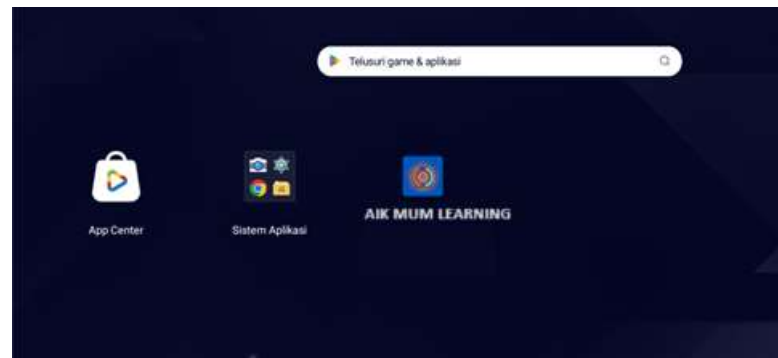 Telusuri game & aplikasi
App Center
Sistem Aplikasi
AIK MUM LEARNING